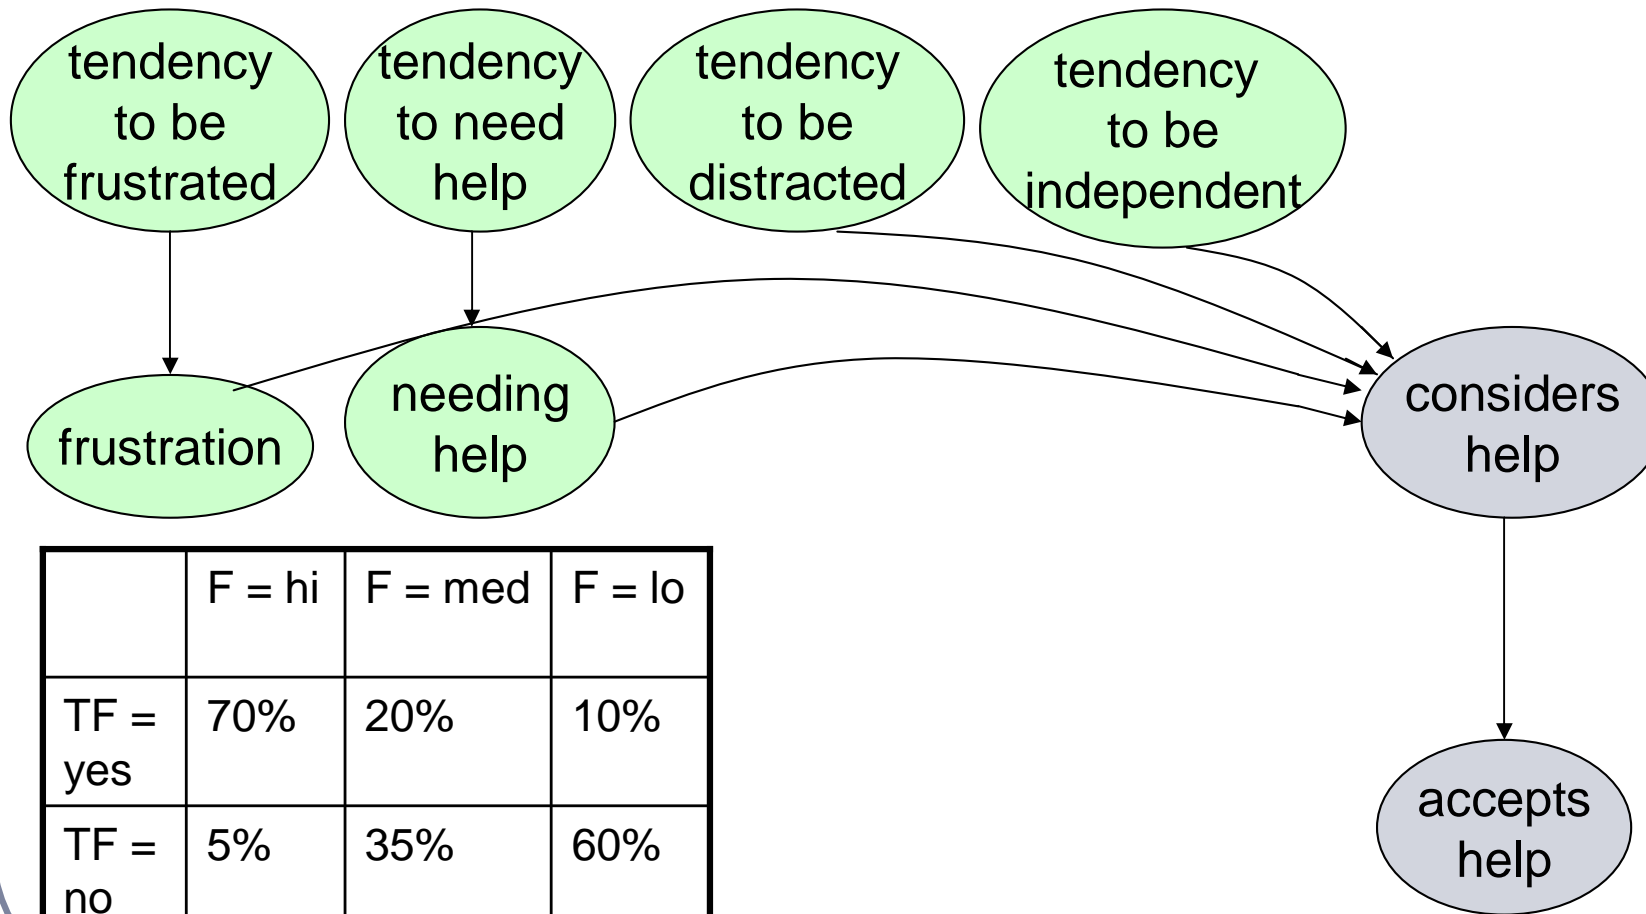 tendency
to be
frustrated
tendency
to need
help
tendency
to be
distracted
tendency
to be
independent
frustration
needing
help
considers
help
F = hi
F = med
F = lo
TF =
yes
70%
20%
10%
TF =
no
5%
35%
60%
accepts
help